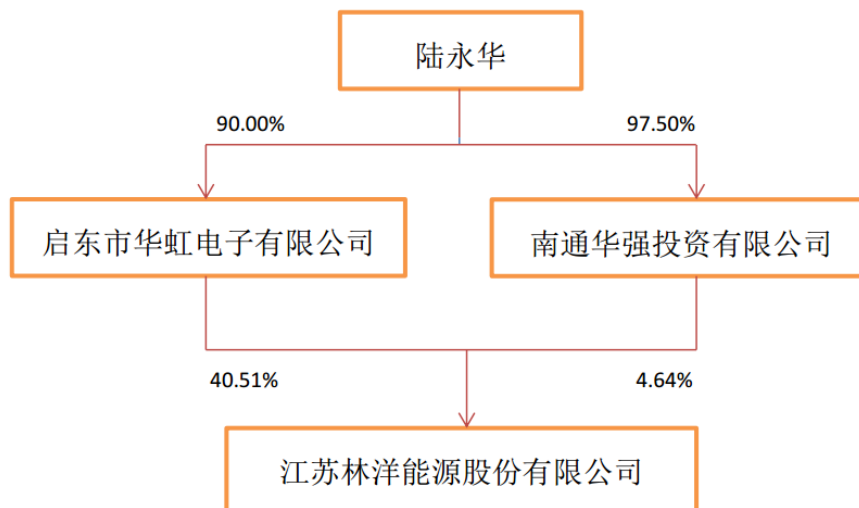 陆永华
90.00%
97.50%
启东市华虹电子有限公司
南通华强投资有限公司
40.51%
4.64%
江苏林洋能源股份有限公司